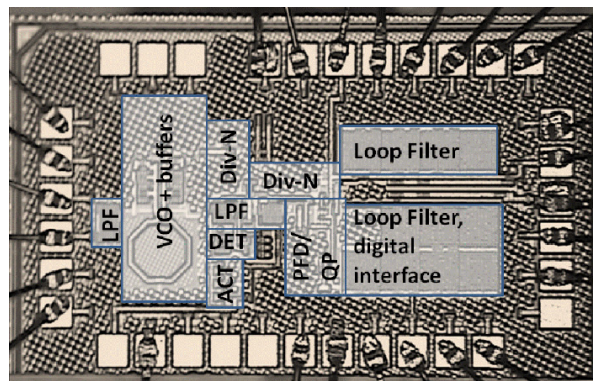 LPF
VCO + buffers
Div-N
Div-N
Loop Filter
LPF
DET
ACT
PFD/
QP
Loop Filter,
digital
interface